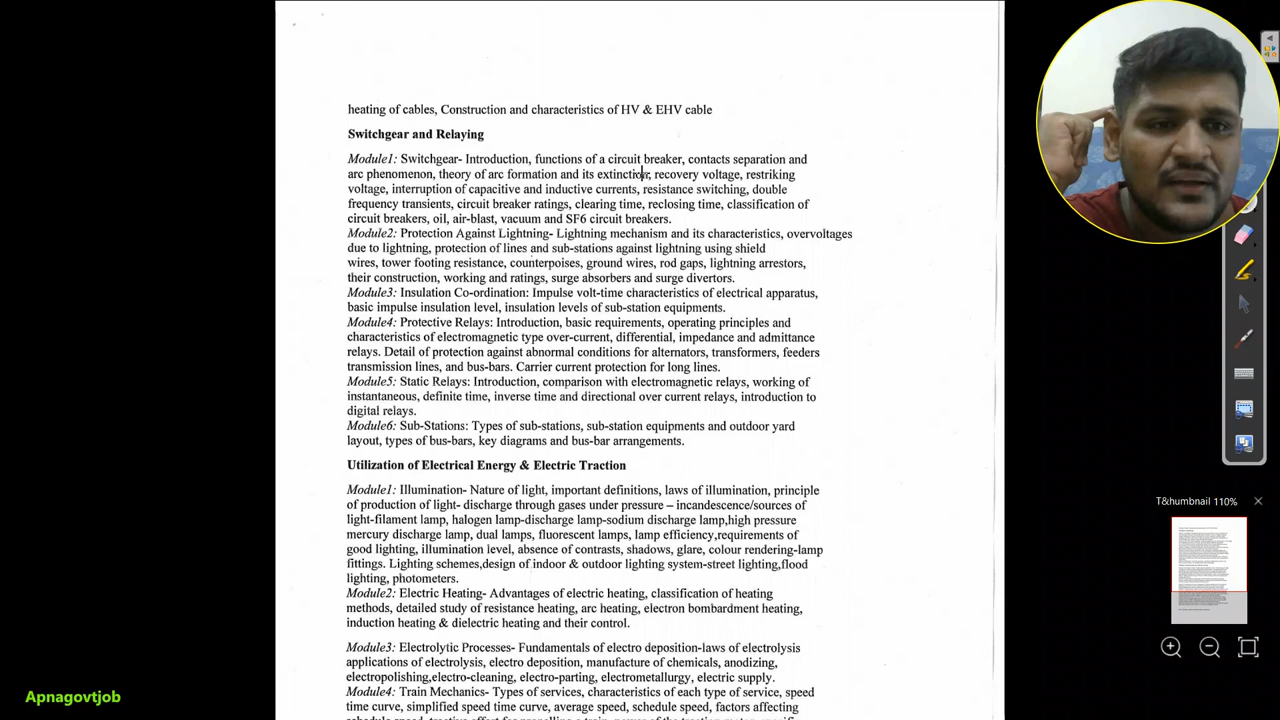 heating of cables, Construction and characteristics of HV & EHV cable
Switchgear and Relaying
Module1: Switchgear- Introduction, functions of a circuit breaker, contacts separation and
arc phenomenon, theory of arc formation and its extinction, recovery voltage, restriking
voltage, interruption of capacitive and inductive currents, resistance switching, double
frequency transients, circuit breaker ratings, clearing time, reclosing time, classification of
circuit breakers, oil, air-blast, vacuum and SF6 circuit breakers.
Module2: Protection Against Lightning- Lightning mechanism and its characteristics, overvoltages
due to lightning, protection of lines and sub-stations against lightning using shield
wires, tower footing resistance, counterpoises, ground wires, rod gaps, lightning arrestors,
their construction, working and ratings, surge absorbers and surge divertors.
Module3: Insulation Co-ordination: Impulse volt-time characteristics of electrical apparatus,
basic impulse insulation level, insulation levels of sub-station equipments.
Module4: Protective Relays: Introduction, basic requirements, operating principles and
characteristics of electromagnetic type over-current, differential, impedance and admittance
relays. Detail of protection against abnormal conditions for alternators, transformers, feeders
transmission lines, and bus-bars. Carrier current protection for long lines.
Module5: Static Relays: Introduction, comparison with electromagnetic relays, working of
instantaneous, definite time, inverse time and directional over current relays, introduction to
digital relays.
Module6: Sub-Stations: Types of sub-stations, sub-station equipments and outdoor yard
layout, types of bus-bars, key diagrams and bus-bar arrangements.
Utilization of Electrical Energy & Electric Traction
Module1: Illumination- Nature of light, important definitions, laws of illumination, principle
of production of light- discharge through gases under pressure – incandescence/sources of
light-filament lamp, halogen lamp-discharge lamp-sodium discharge lamp,high pressure
mercury discharge lamp, dual lamps, fluorescent lamps, lamp efficiency,requirements of
good lighting, illumination level, absence of contrasts, shadows, glare, colour rendering-lamp
fittings. Lighting schemes,design of indoor & outdoor lighting system-street lighting,flood
lighting, photometers.
Module2: Electric Heating- Advantages of electric heating, classification of heating
methods, detailed study of resistance heating, arc heating, electron bombardment heating,
induction heating & dielectric heating and their control.
Module3: Electrolytic Processes- Fundamentals of electro deposition-laws of electrolysis
applications of electrolysis, electro deposition, manufacture of chemicals, anodizing,
electropolishing,electro-cleaning, electro-parting, electrometallurgy, electric supply.
Module4: Train Mechanics- Types of services, characteristics of each type of service, speed
time curve, simplified speed time curve, average speed, schedule speed, factors affecting
T&humbnail 110%
Apnagovtjob